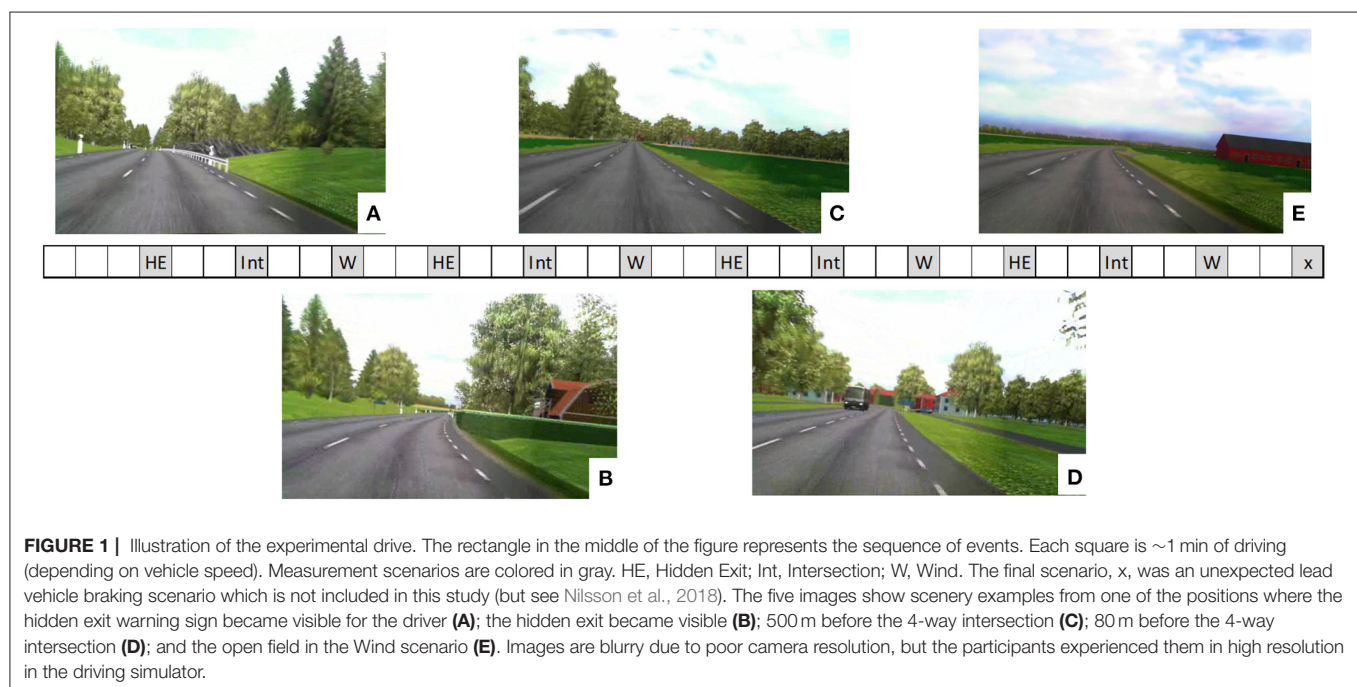 A
C
E
HE Int W HE Int W HE Int W HE Int W x
B
D
FIGURE 1 | Illustration of the experimental drive. The rectangle in the middle of the figure represents the sequence of events. Each square is ~1 min of driving
(depending on vehicle speed). Measurement scenarios are colored in gray. HE, Hidden Exit; Int, Intersection; W, Wind. The final scenario, x, was an unexpected lead
vehicle braking scenario which is not included in this study (but see Nilsson et al., 2018). The five images show scenery examples from one of the positions where the
hidden exit warning sign became visible for the driver (A); the hidden exit became visible (B); 500 m before the 4-way intersection (C); 80 m before the 4-way
intersection (D); and the open field in the Wind scenario (E). Images are blurry due to poor camera resolution, but the participants experienced them in high resolution
in the driving simulator.